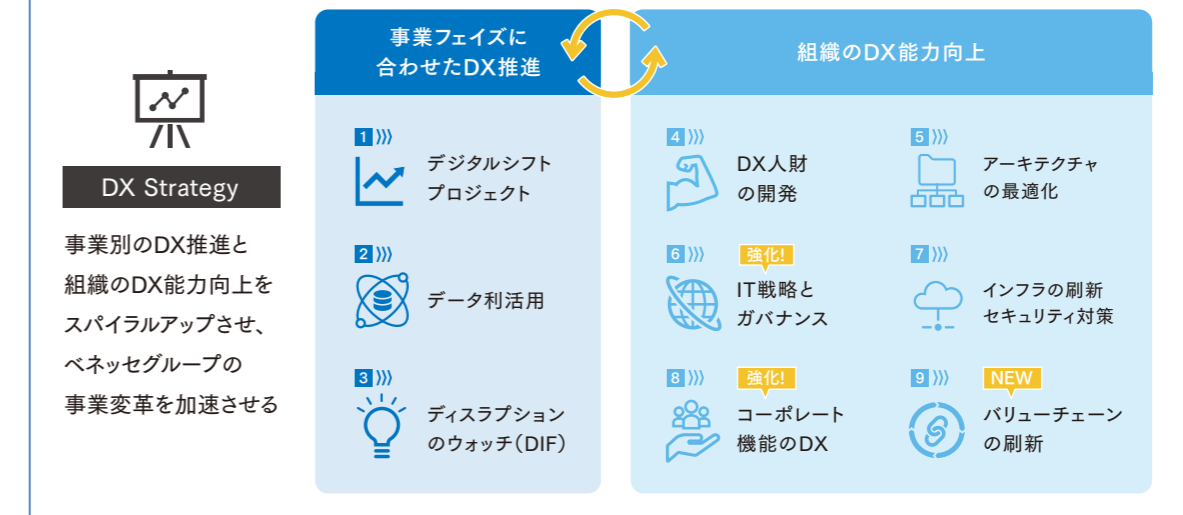 DX Strategy
事業別のDX推進と
組織のDX能力向上を
スパイラルアップさせ、
ベネッセグループの
事業変革を加速させる
事業フェイズに
合わせたDX推進
1
デジタルシフト
プロジェクト
2
データ利活用
3
ディスラプション
のウォッチ(DIF)
組織のDX能力向上
4
DX人財
の開発
5
アーキテクチャ
の最適化
6
強化!
IT戦略と
ガバナンス
7
インフラの刷新
セキュリティ対策
8
強化!
コーポレート
機能のDX
9
NEW
バリューチェーン
の刷新